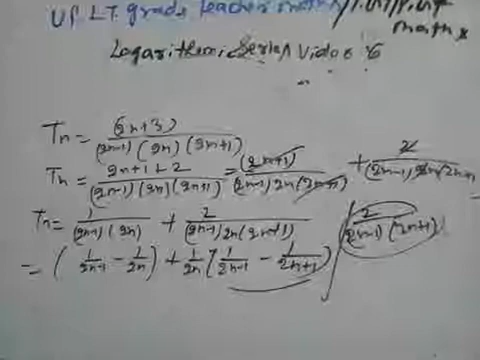 UP L.T. grade teacher math / P.GT/P.GT
maths
Logarithmic Series Video 6
Tn = (2n+3) / (2n-1)(2n)(2n+1)
Tn = 2n+1+2 / (2n-1)(2n)(2n+1) = (2n+1) / (2n-1)2n(2n+1) + 2 / (2n-1)2n(2n+1)
Tn = 1 / (2n-1)(2n) + 2 / (2n-1)2n(2n+1) 2 / (2n-1)(2n+1)
= ( 1/2n-1 - 1/2n ) + 1/2n [ 1/2n-1 - 1/2n+1 ]